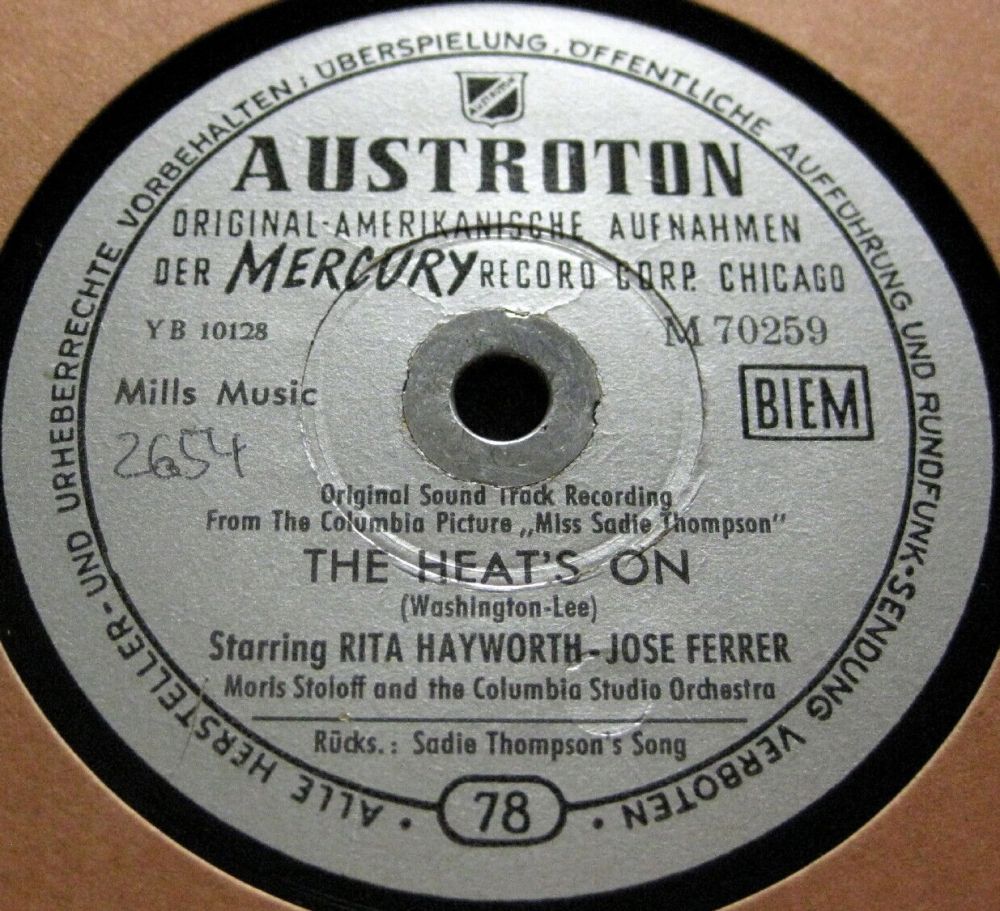 ALLE HERSTELLER- UND URHEBERRECHTE VORBEHALTEN; ÜBERSPIELUNG, ÖFFENTLICHE AUFFÜHRUNG UND RUNDFUNK-SENDUNG VERBOTEN
AUSTROTON
AUSTROTON
ORIGINAL-AMERIKANISCHE AUFNAHMEN
DER MERCURY RECORD CORP. CHICAGO
YB 10128 M 70259
Mills Music BIEM
2654
Original Sound Track Recording
From The Columbia Picture „Miss Sadie Thompson"
THE HEAT'S ON
(Washington-Lee)
Starring RITA HAYWORTH - JOSE FERRER
Moris Stoloff and the Columbia Studio Orchestra
Rücks.: Sadie Thompson's Song
78